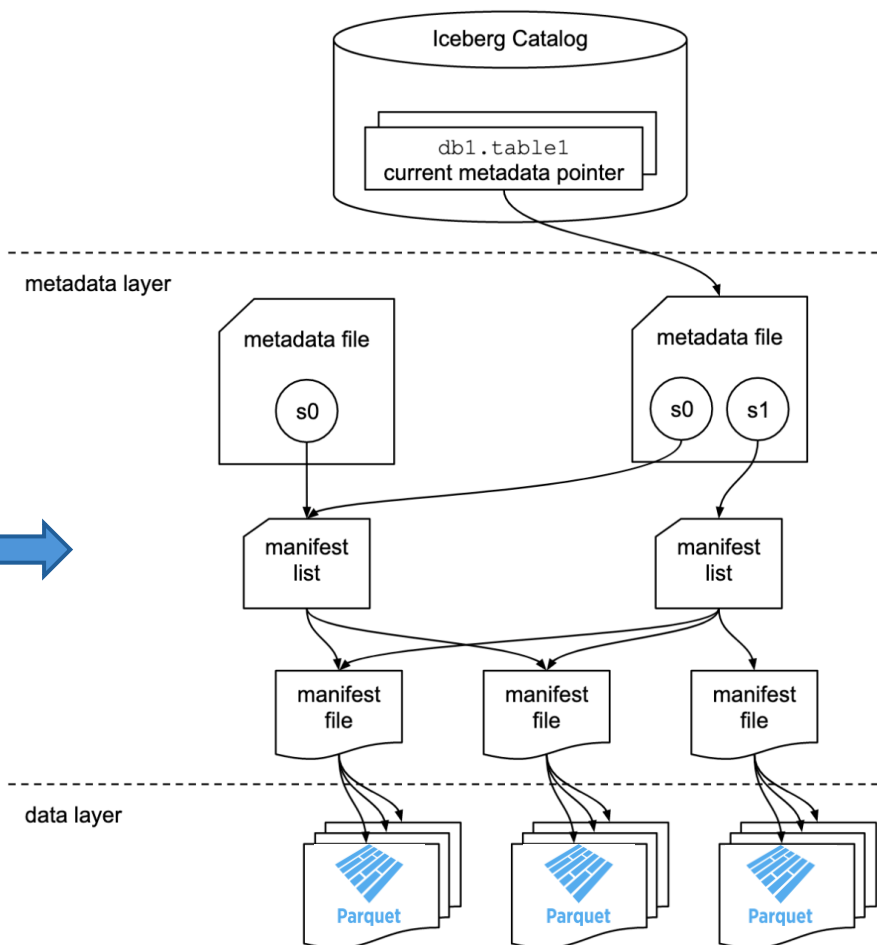 Iceberg Catalog
db1.table1
current metadata pointer
metadata layer
metadata file
s0
metadata file
s0
s1
manifest
list
manifest
list
manifest
file
manifest
file
manifest
file
data layer
Parquet
Parquet
Parquet